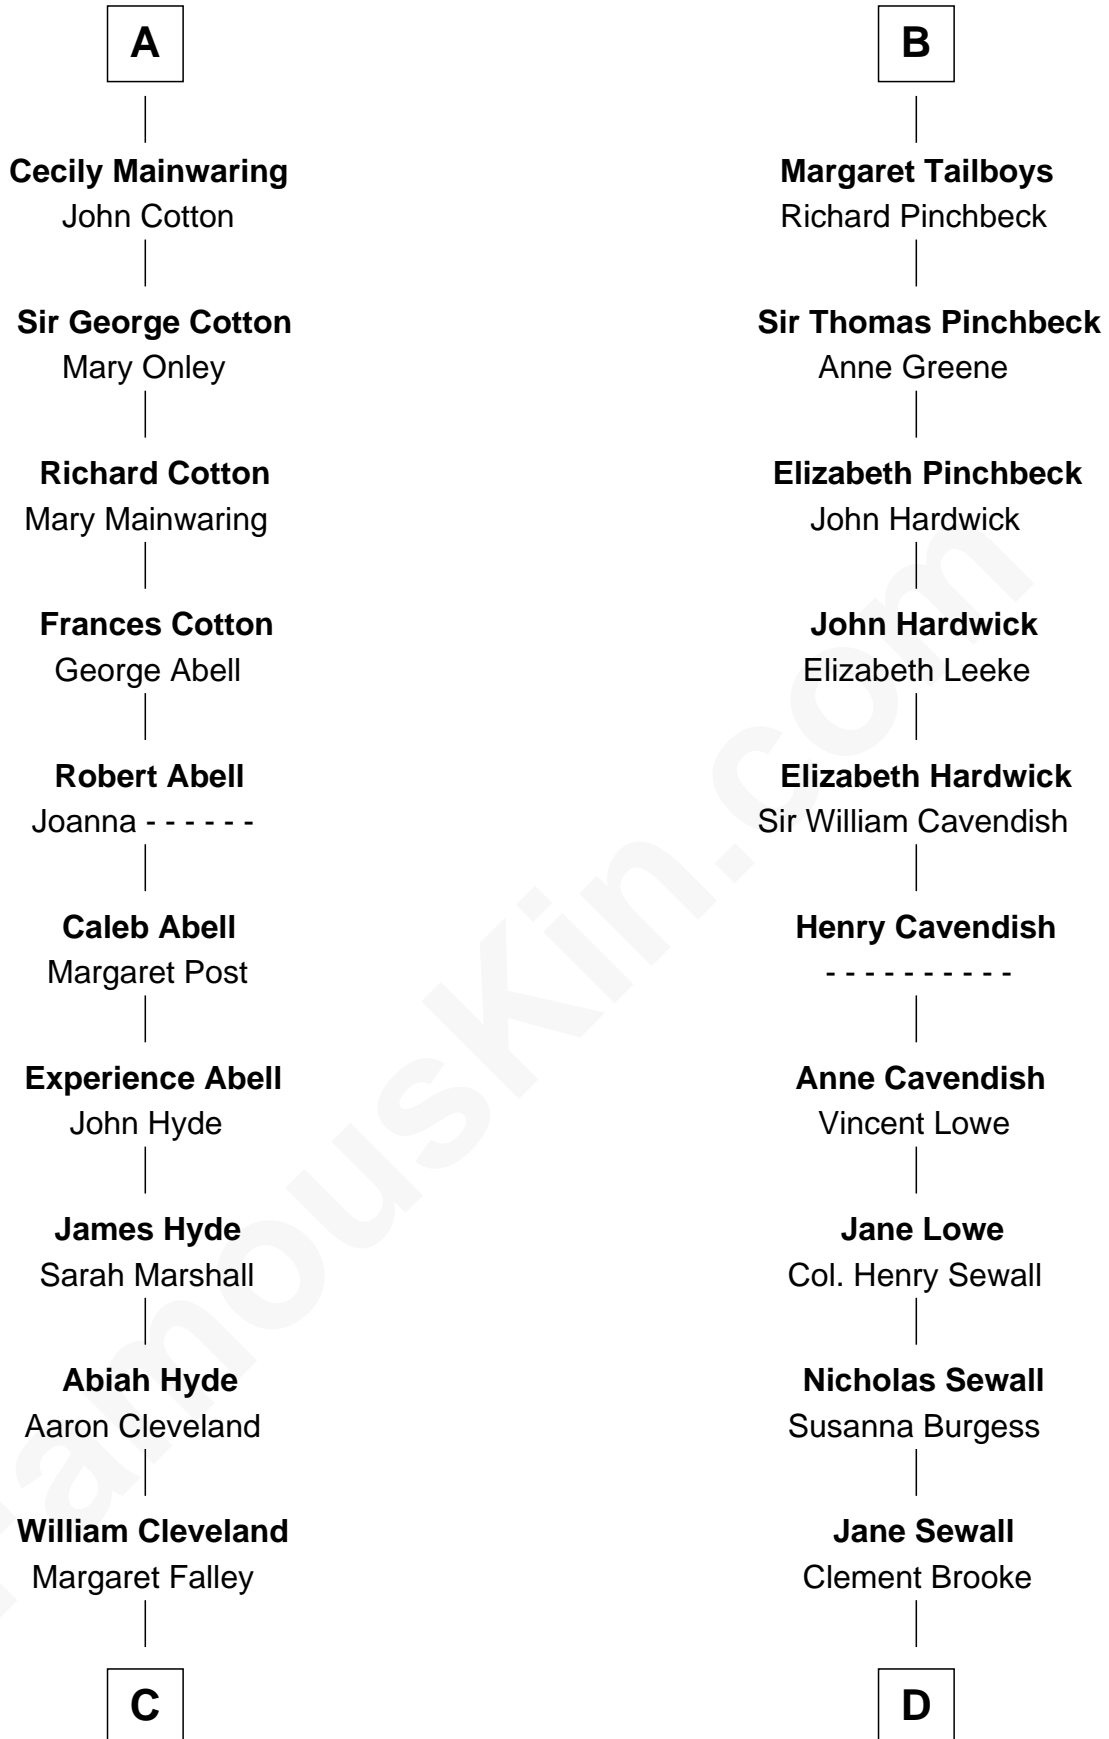 A
Cecily Mainwaring
John Cotton
Sir George Cotton
Mary Onley
Richard Cotton
Mary Mainwaring
Frances Cotton
George Abell
Robert Abell
Joanna - - - - - -
Caleb Abell
Margaret Post
Experience Abell
John Hyde
James Hyde
Sarah Marshall
Abiah Hyde
Aaron Cleveland
William Cleveland
Margaret Falley
C
B
Margaret Tailboys
Richard Pinchbeck
Sir Thomas Pinchbeck
Anne Greene
Elizabeth Pinchbeck
John Hardwick
John Hardwick
Elizabeth Leeke
Elizabeth Hardwick
Sir William Cavendish
Henry Cavendish
- - - - - - - - - -
Anne Cavendish
Vincent Lowe
Jane Lowe
Col. Henry Sewall
Nicholas Sewall
Susanna Burgess
Jane Sewall
Clement Brooke
D
FamousKin.com